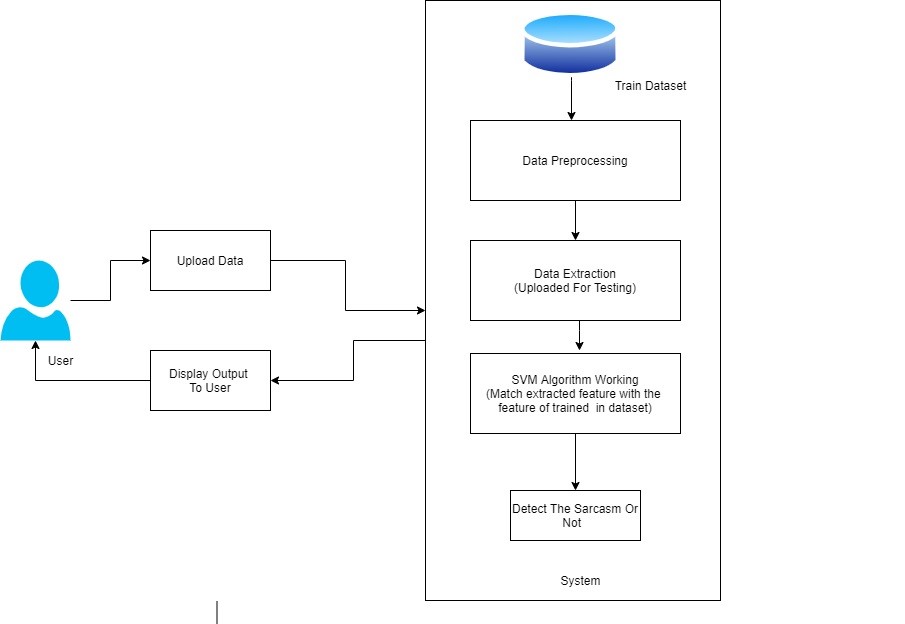 Train Dataset
Data Preprocessing
Upload Data
Data Extraction
(Uploaded For Testing)
User
Display Output
To User
SVM Algorithm Working
(Match extracted feature with the
feature of trained  in dataset)
Detect The Sarcasm Or
Not
System